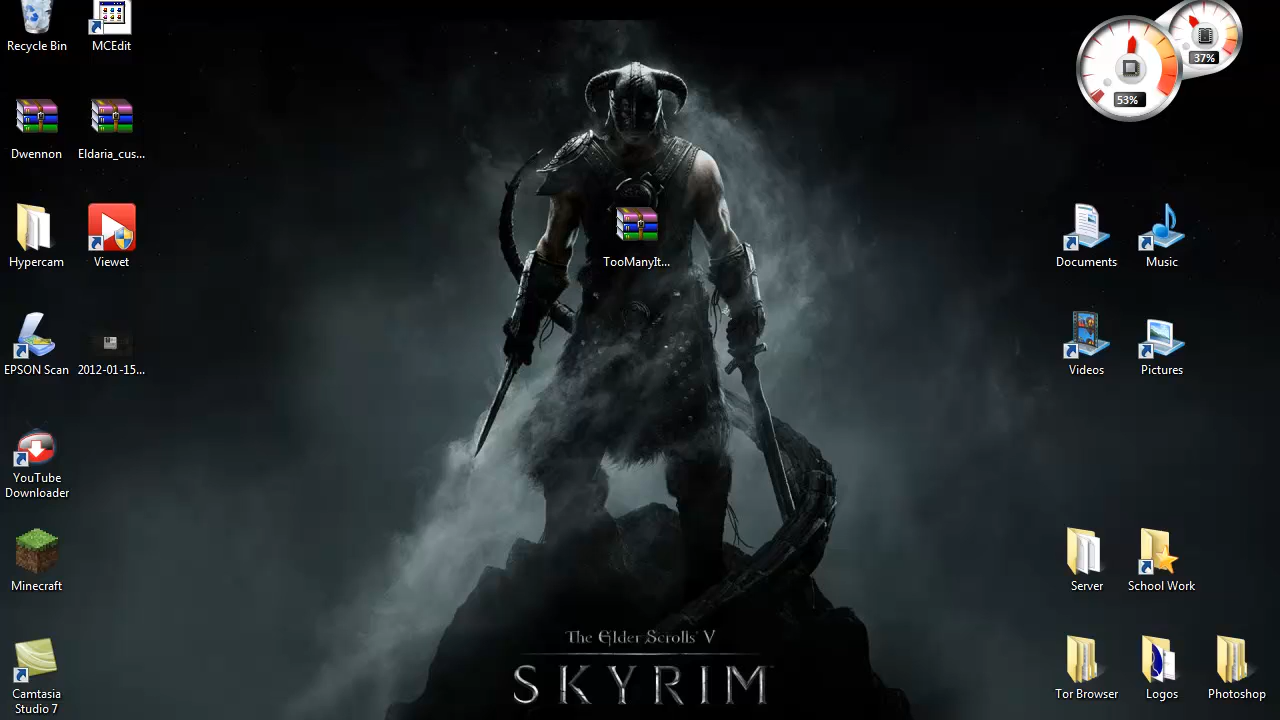 Recycle Bin
MCEdit
37%
53%
Dwennon
Eldaria_cus...
Hypercam
Viewet
TooManyIt...
Documents
Music
EPSON Scan
2012-01-15...
Videos
Pictures
YouTube
Downloader
Minecraft
Server
School Work
The Elder Scrolls V
SKYRIM
Camtasia
Studio 7
Tor Browser
Logos
Photoshop